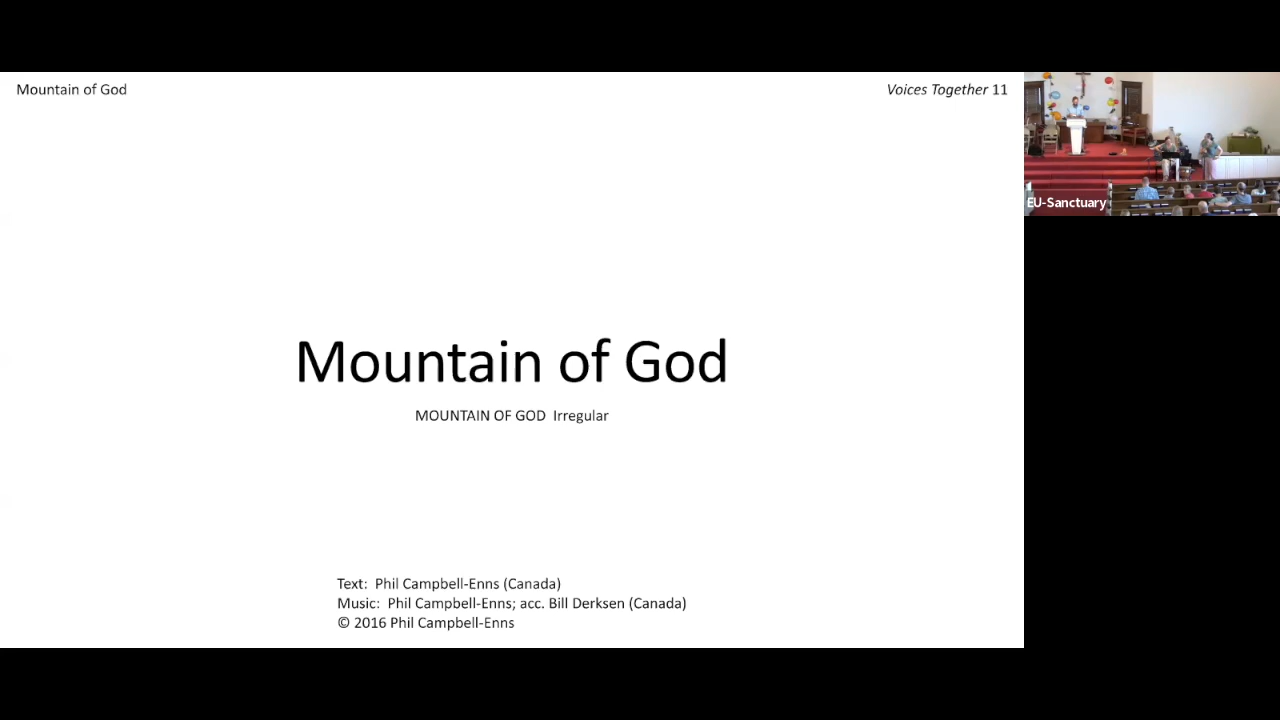 Mountain of God
Voices Together 11
EU-Sanctuary
Mountain of God
MOUNTAIN OF GOD  Irregular
Text:  Phil Campbell-Enns (Canada)
Music:  Phil Campbell-Enns; acc. Bill Derksen (Canada)
© 2016 Phil Campbell-Enns